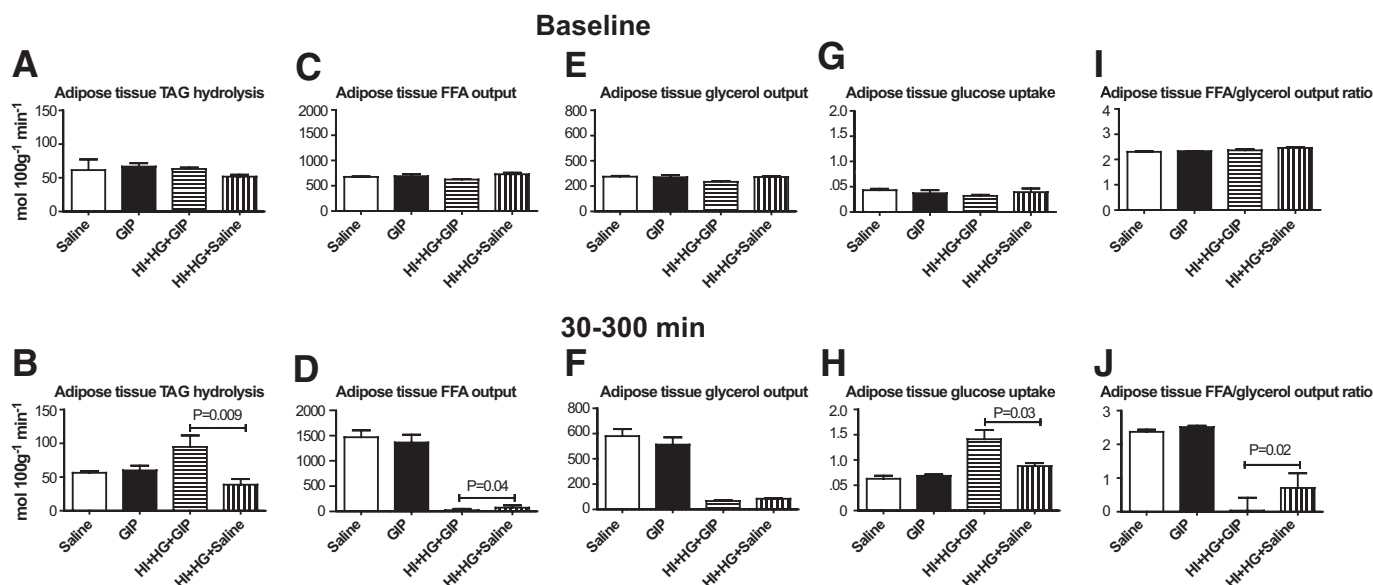 Baseline
A
Adipose tissue TAG hydrolysis
mol 100g-1 min-1
150
100
50
0
Saline
GIP
HI+HG+GIP
HI+HG+Saline
C
Adipose tissue FFA output
2000
1500
1000
500
0
Saline
GIP
HI+HG+GIP
HI+HG+Saline
E
Adipose tissue glycerol output
800
600
300
200
0
Saline
GIP
HI+HG+GIP
HI+HG+Saline
G
Adipose tissue glucose uptake
2.0
1.5
1.0
.05
0
Saline
GIP
HI+HG+GIP
HI+HG+Saline
I
Adipose tissue FFA/glycerol output ratio
4
3
2
1
0
Saline
GIP
HI+HG+GIP
HI+HG+Saline
30-300 min
B
Adipose tissue TAG hydrolysis
mol 100g-1 min-1
150
100
50
0
P=0.009
Saline
GIP
HI+HG+GIP
HI+HG+Saline
D
Adipose tissue FFA output
2000
1500
1000
500
0
P=0.04
Saline
GIP
HI+HG+GIP
HI+HG+Saline
F
Adipose tissue glycerol output
800
600
500
200
0
Saline
GIP
HI+HG+GIP
HI+HG+Saline
H
Adipose tissue glucose uptake
2.0
1.5
1.0
.05
0
P=0.03
Saline
GIP
HI+HG+GIP
HI+HG+Saline
J
Adipose tissue FFA/glycerol output ratio
3
2
1
0
P=0.02
Saline
GIP
HI+HG+GIP
HI+HG+Saline